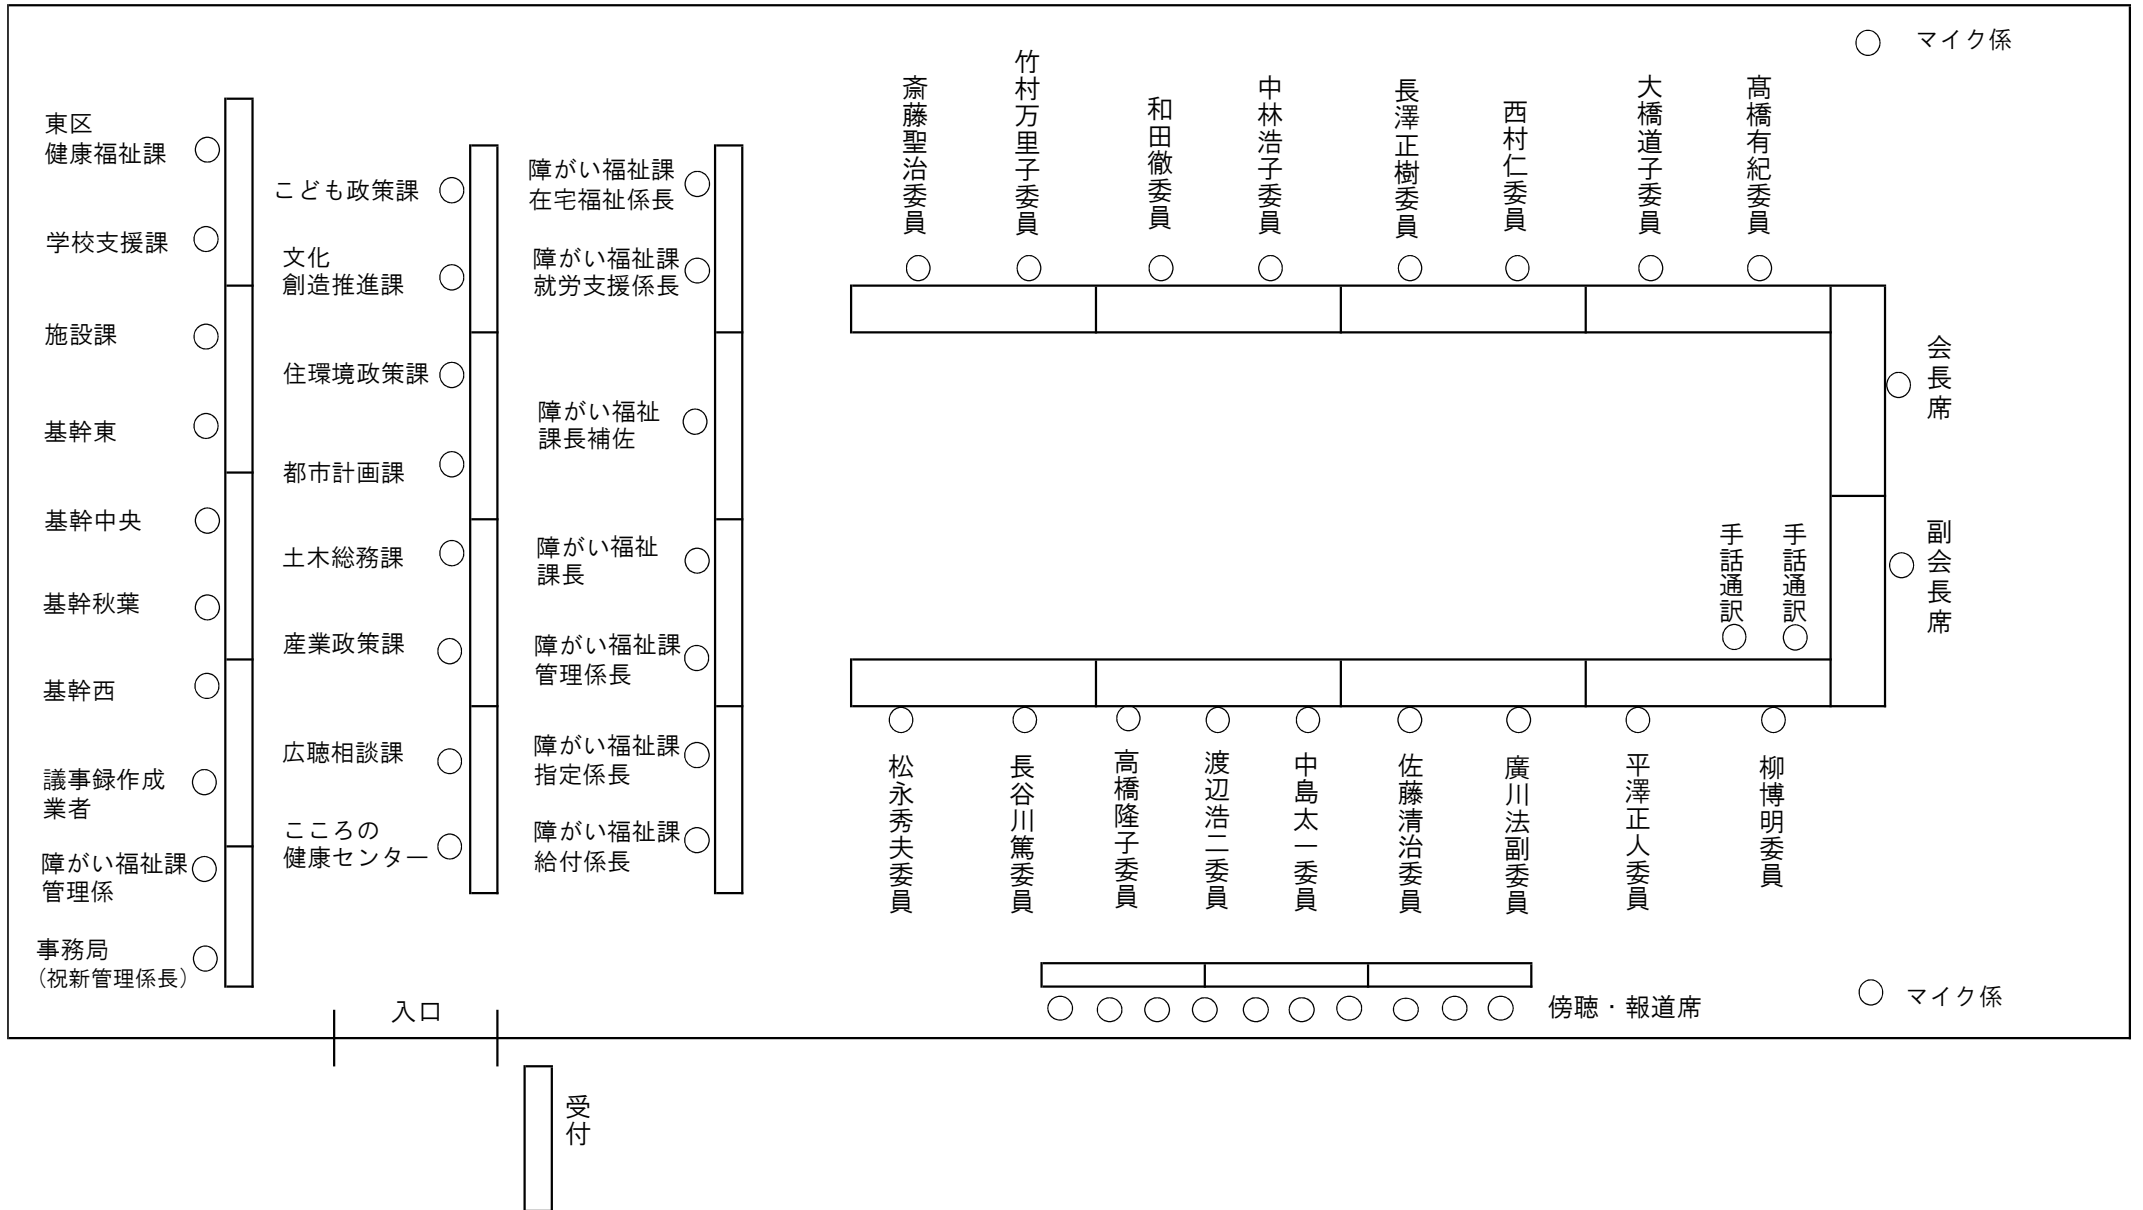 マイク係
斎藤聖治委員
竹村万里子委員
和田徹委員
中林浩子委員
長澤正樹委員
西村仁委員
大橋道子委員
髙橋有紀委員
東区
健康福祉課
学校支援課
施設課
基幹東
基幹中央
基幹秋葉
基幹西
議事録作成
業者
障がい福祉課
管理係
事務局
（祝新管理係長）
こども政策課
文化
創造推進課
住環境政策課
都市計画課
土木総務課
産業政策課
広聴相談課
こころの
健康センター
障がい福祉課
在宅福祉係長
障がい福祉課
就労支援係長
障がい福祉
課長補佐
障がい福祉
課長
障がい福祉課
管理係長
障がい福祉課
指定係長
障がい福祉課
給付係長
会長席
副会長席
手話通訳
手話通訳
松永秀夫委員
長谷川篤委員
高橋隆子委員
渡辺浩二委員
中島太一委員
佐藤清治委員
廣川法副委員
平澤正人委員
柳博明委員
傍聴・報道席
マイク係
入口
受付